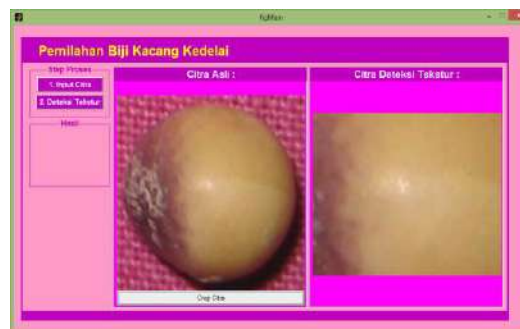 figMain
Pemilahan Biji Kacang Kedelai
Step Proses
1. Input Citra
2. Deteksi Tekstur
Hasil
Citra Asli :
Crop Citra
Citra Deteksi Tekstur :